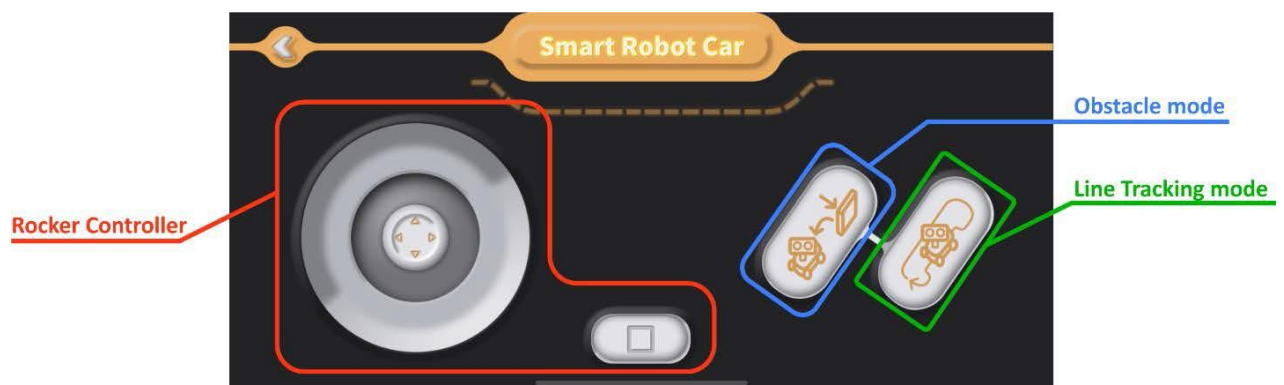 Smart Robot Car
Obstacle mode
Line Tracking mode
Rocker Controller